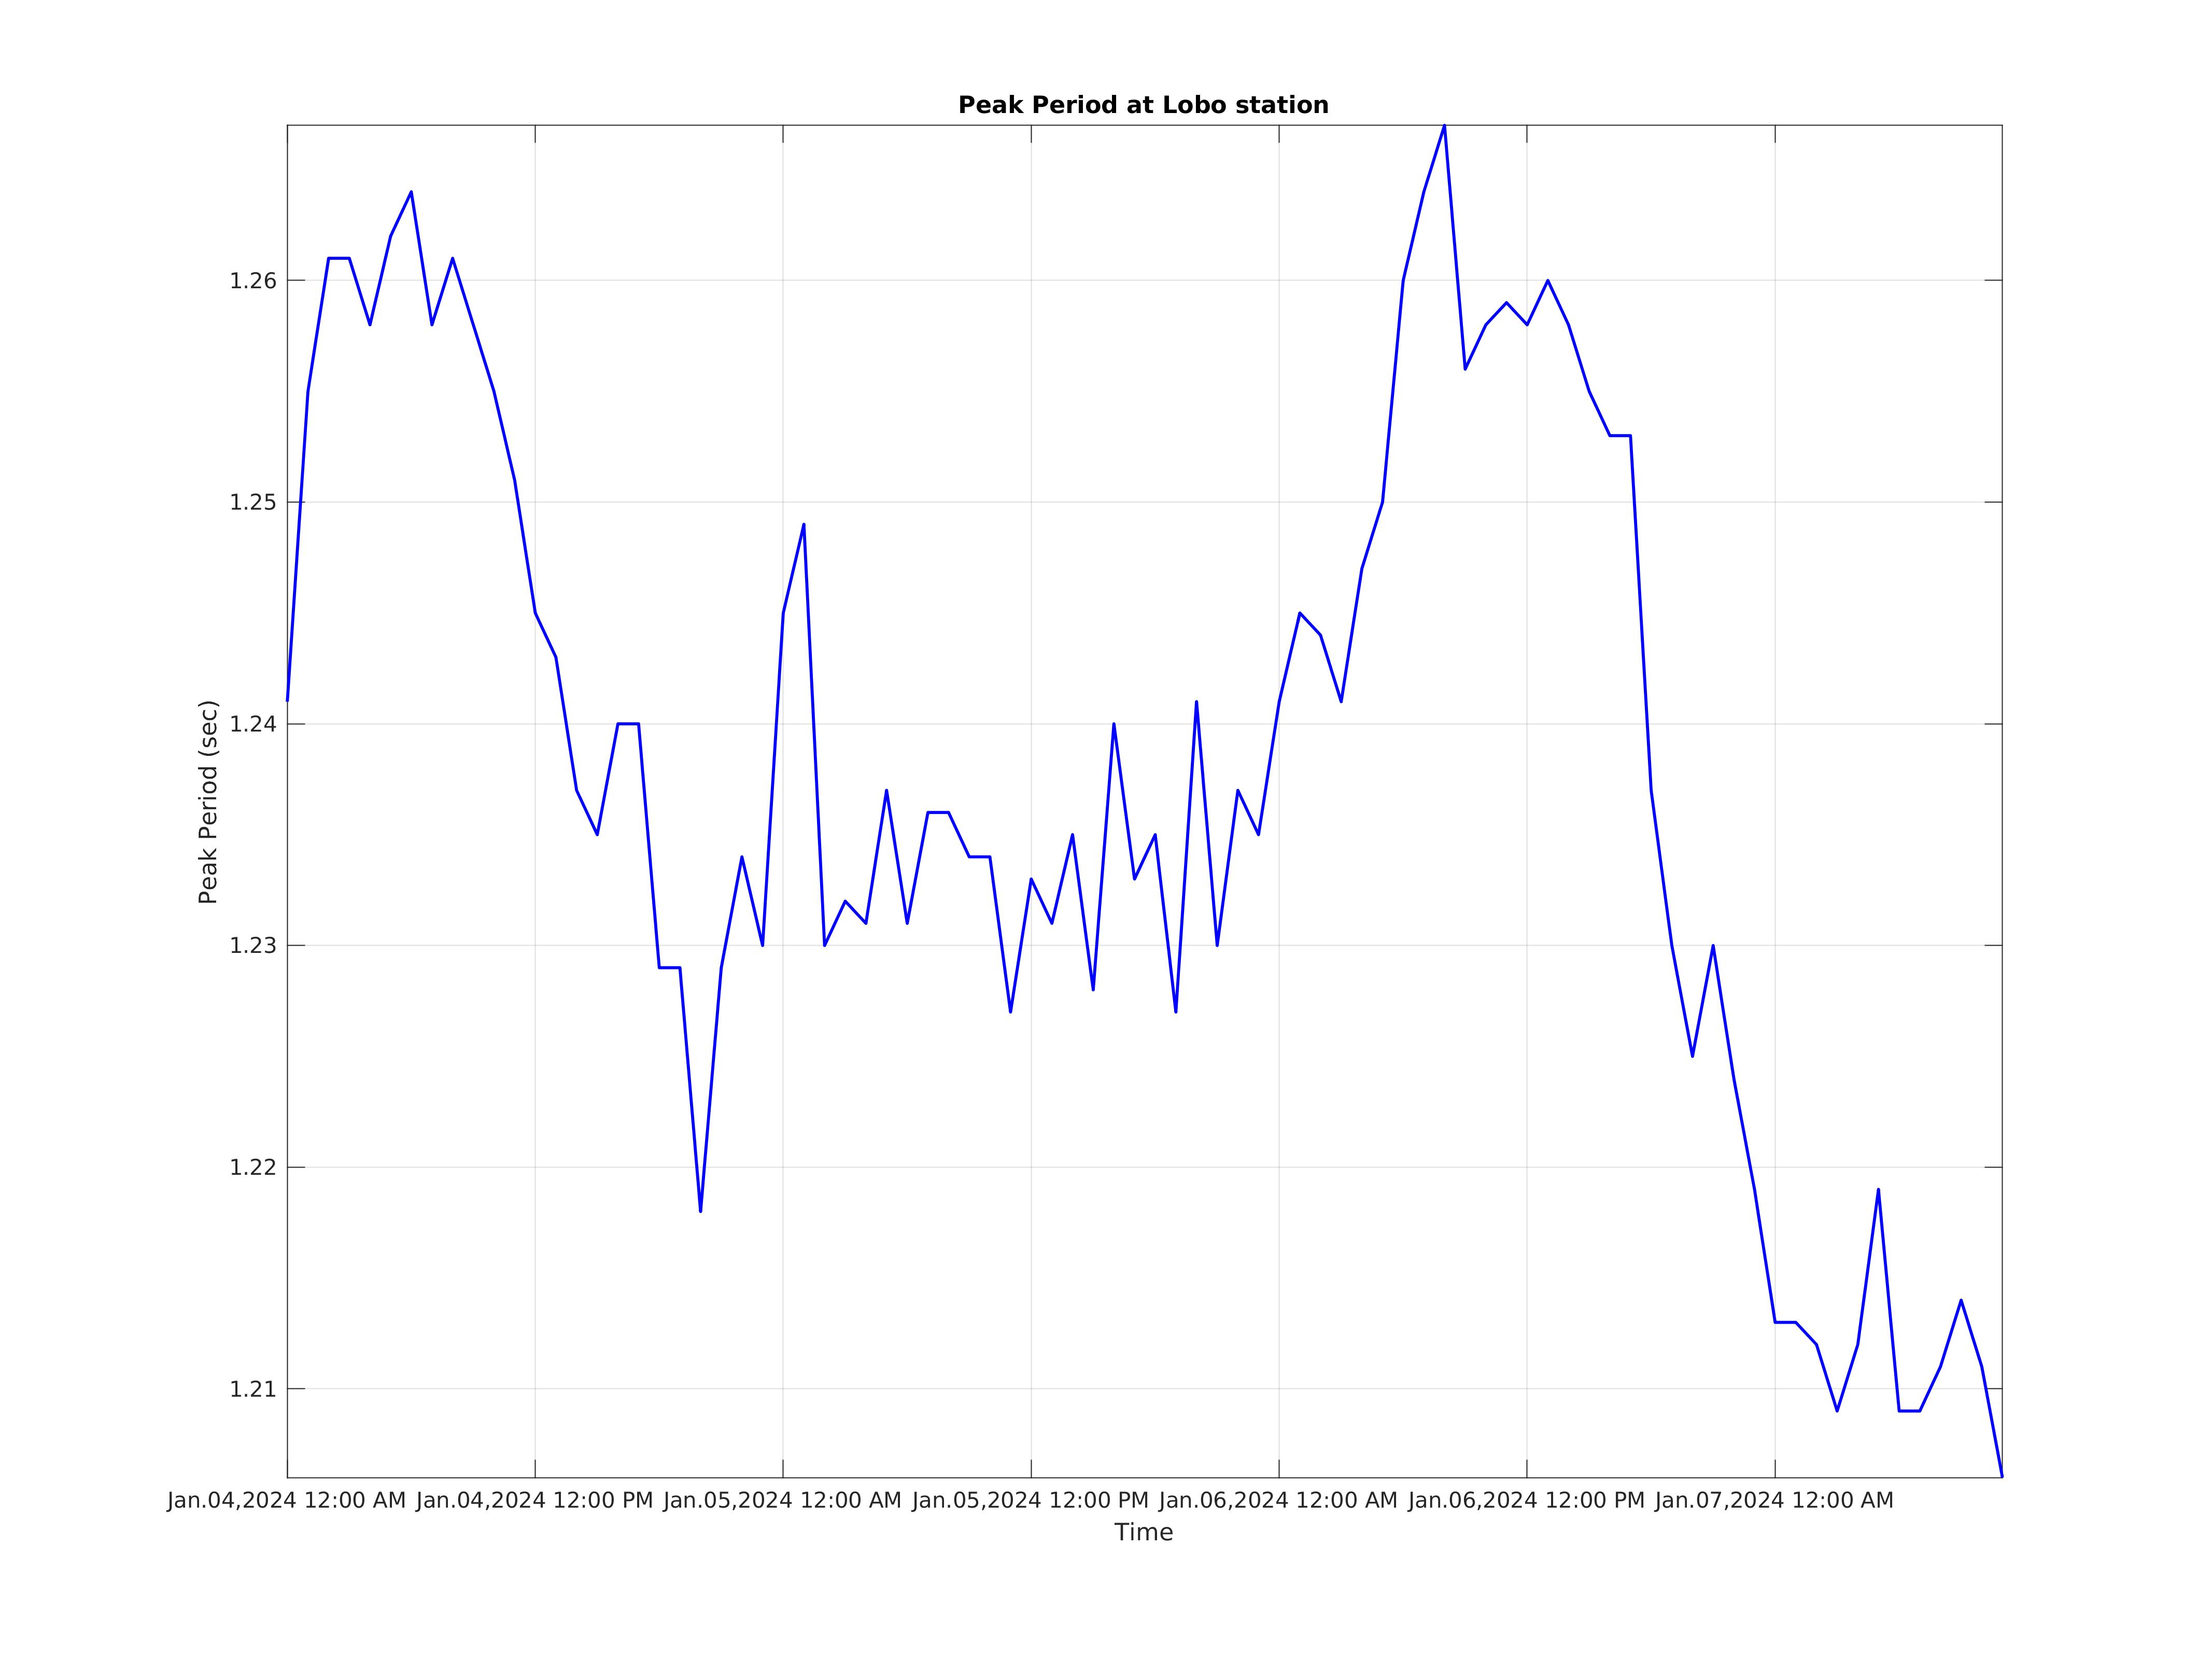 Peak Period at Lobo station
Peak Period (sec)
1.26
1.25
1.24
1.23
1.22
1.21
Jan.04,2024 12:00 AM Jan.04,2024 12:00 PM Jan.05,2024 12:00 AM Jan.05,2024 12:00 PM Jan.06,2024 12:00 AM Jan.06,2024 12:00 PM Jan.07,2024 12:00 AM
Time